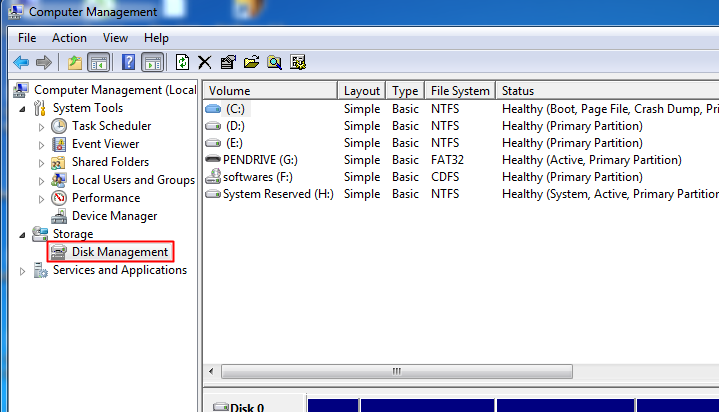 Computer Management
File Action View Help
Computer Management (Local
System Tools
Task Scheduler
Event Viewer
Shared Folders
Local Users and Groups
Performance
Device Manager
Storage
Disk Management
Services and Applications
Volume Layout Type File System Status
(C:) Simple Basic NTFS Healthy (Boot, Page File, Crash Dump, Pri
(D:) Simple Basic NTFS Healthy (Primary Partition)
(E:) Simple Basic NTFS Healthy (Primary Partition)
PENDRIVE (G:) Simple Basic FAT32 Healthy (Active, Primary Partition)
softwares (F:) Simple Basic CDFS Healthy (Primary Partition)
System Reserved (H:) Simple Basic NTFS Healthy (System, Active, Primary Partition
Disk 0